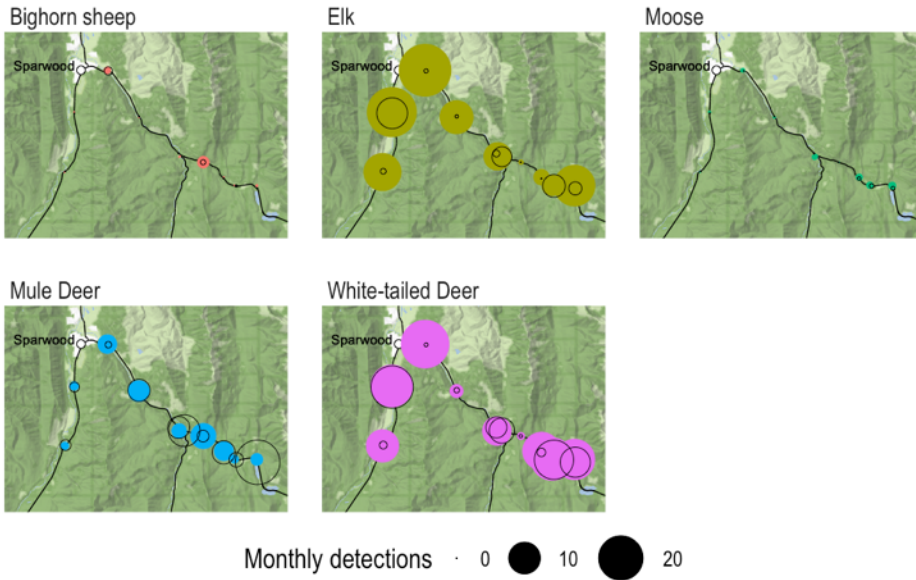 Bighorn sheep
Elk
Moose
Sparwood
Sparwood
Sparwood
Mule Deer
White-tailed Deer
Sparwood
Sparwood
Monthly detections 0 10 20